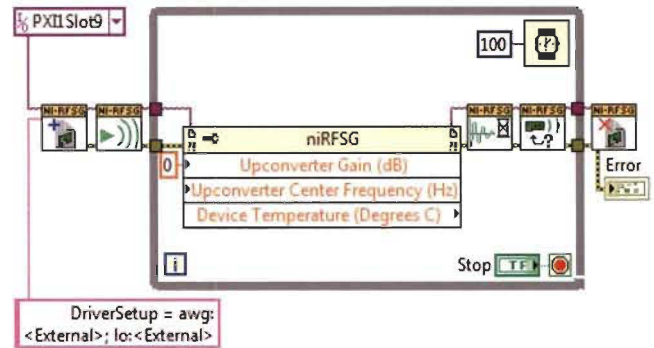 PXI1Slot9
100
NI-RFSG
NI-RFSG
niRFSG
NI-RFSG
NI-RFSG
NI-RFSG
Error
0
Upconverter Gain (dB)
Upconverter Center Frequency (Hz)
Device Temperature (Degrees C)
i
Stop
TF
DriverSetup = awg:
<External>; lo:<External>